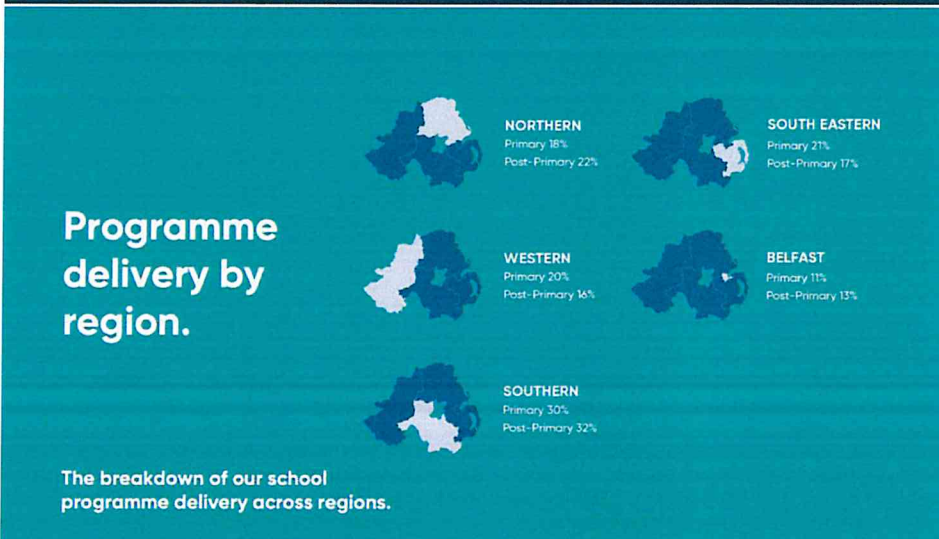 Programme
delivery by
region.
The breakdown of our school
programme delivery across regions.
NORTHERN
Primary 18%
Post-Primary 22%
SOUTH EASTERN
Primary 21%
Post-Primary 17%
WESTERN
Primary 20%
Post-Primary 16%
BELFAST
Primary 11%
Post-Primary 13%
SOUTHERN
Primary 30%
Post-Primary 32%